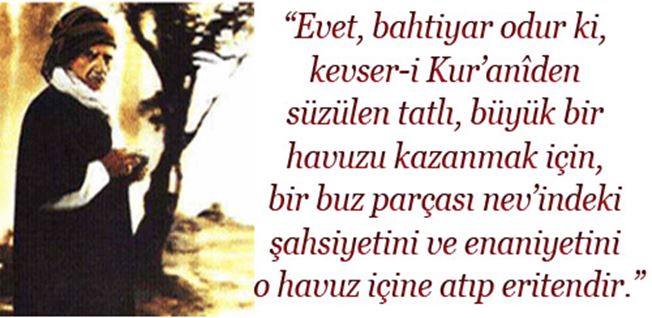 “Evet, bahtiyar odur ki,
kevser-i Kur’anîden
süzülen tatlı, büyük bir
havuzu kazanmak için,
bir buz parçası nev’indeki
şahsiyetini ve enaniyetini
o havuz içine atıp eritendir.”